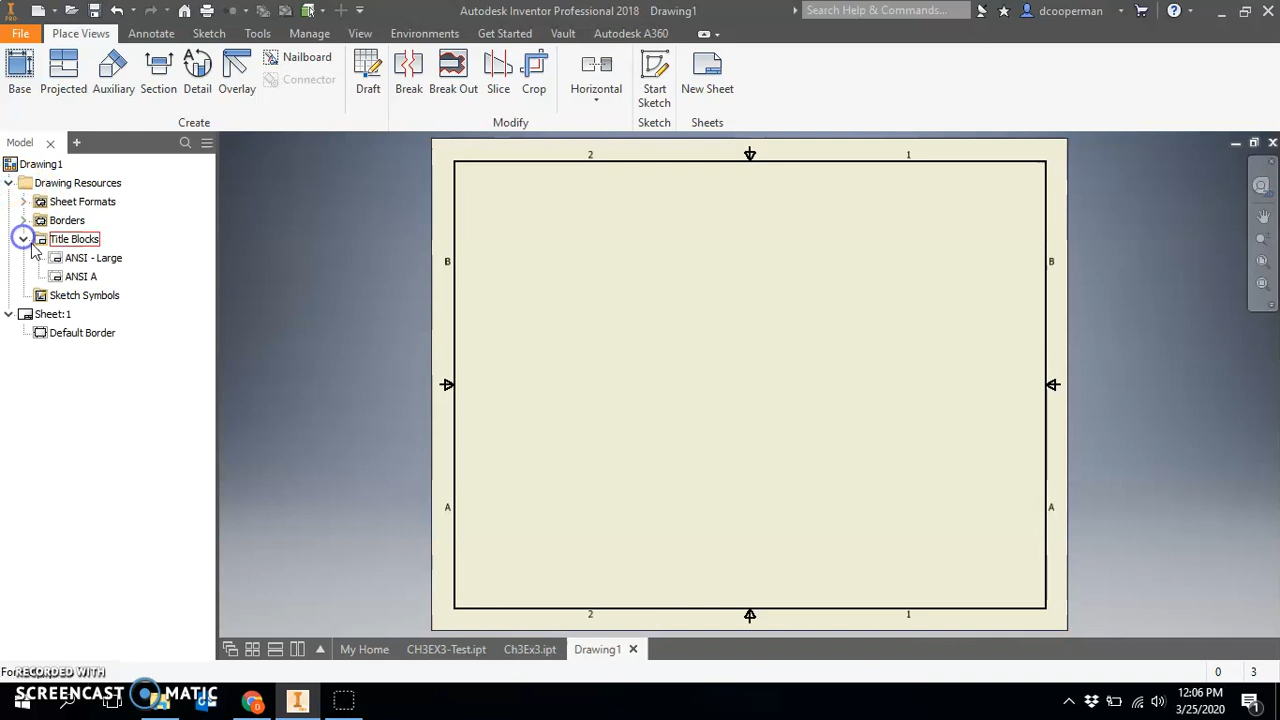 PRO
Autodesk Inventor Professional 2018 Drawing1
Search Help & Commands...
dcooperman
File Place Views Annotate Sketch Tools Manage View Environments Get Started Vault Autodesk A360
Base Projected Auxiliary Section Detail Overlay
Nailboard
Connector
Draft
Break Break Out Slice Crop
Horizontal
Start
Sketch
New Sheet
Create Modify Sketch Sheets
Model
Drawing1
Drawing Resources
Sheet Formats
Borders
Title Blocks
ANSI - Large
ANSI A
Sketch Symbols
Sheet:1
Default Border
2 1
B B
A A
2 1
My Home CH3EX3-Test.ipt Ch3Ex3.ipt Drawing1
For
0 3
RECORDED WITH
SCREENCAST MATIC
12:06 PM
3/25/2020
1